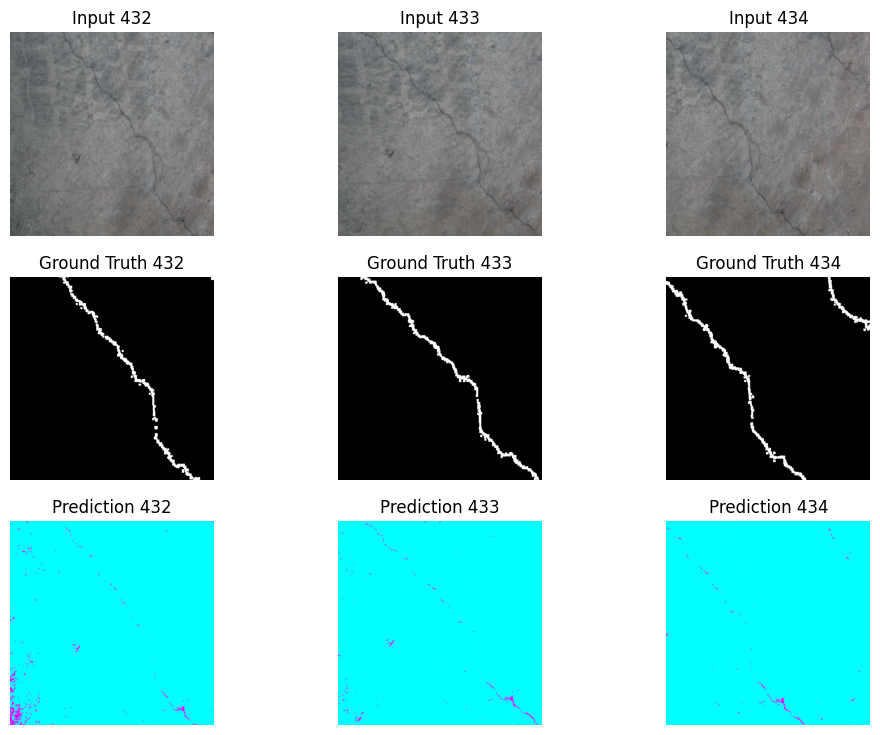 Input 432
Input 433
Input 434
Ground Truth 432
Ground Truth 433
Ground Truth 434
Prediction 432
Prediction 433
Prediction 434